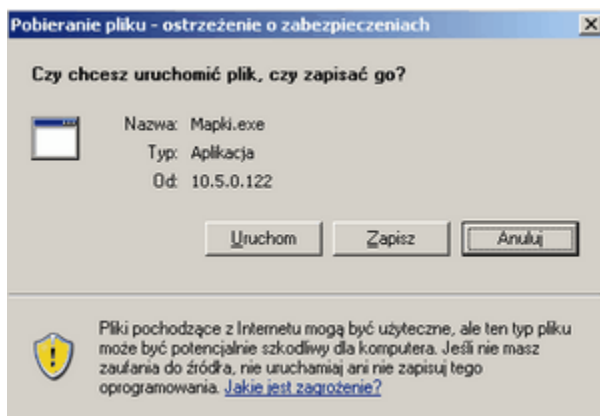 Pobieranie pliku - ostrzeżenie o zabezpieczeniach
Czy chcesz uruchomić plik, czy zapisać go?
Nazwa: Mapki.exe
Typ: Aplikacja
Od: 10.5.0.122
Uruchom Zapisz Anuluj
Pliki pochodzące z Internetu mogą być użyteczne, ale ten typ pliku
może być potencjalnie szkodliwy dla komputera. Jeśli nie masz
zaufania do źródła, nie uruchamiaj ani nie zapisuj tego
oprogramowania. Jakie jest zagrożenie?